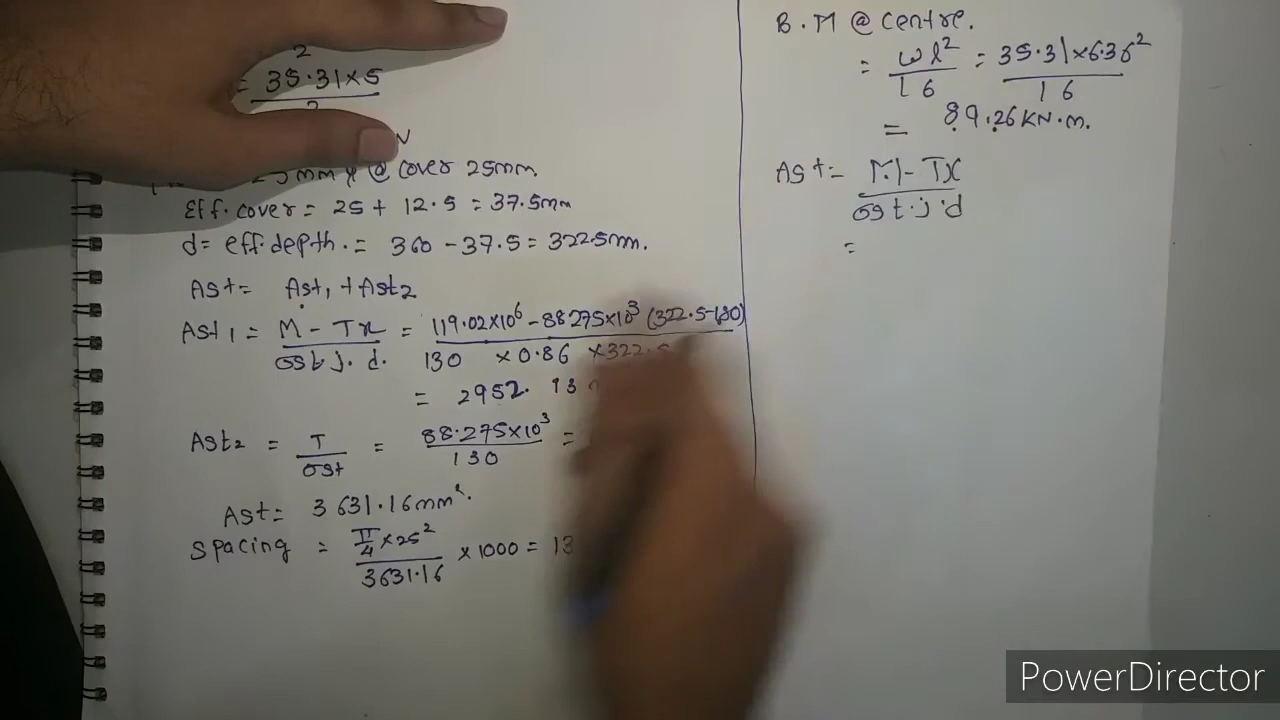 2
= 35.31×5
2
N
@ cover 25mm.
Eff. cover = 25 + 12.5 = 37.5mm
d= eff. depth. = 360 - 37.5 = 322.5mm.
Ast= Ast1 + Ast2
Ast1 = M - Tx = 119.02×10^6 - 88275×10^3 (322.5-180)
σst j. d. 130 ×0.86 ×322.5
= 2952. 13
Ast2 = T = 88.275×10^3 =
σst 130
Ast= 3631.16mm².
Spacing = π/4 ×25² ×1000 = 13
3631.16
B.M @ centre.
= wl² = 35.31×6.36²
16 16
= 89.26KN.m.
Ast= M - Tx
σst.j.d
=
PowerDirector